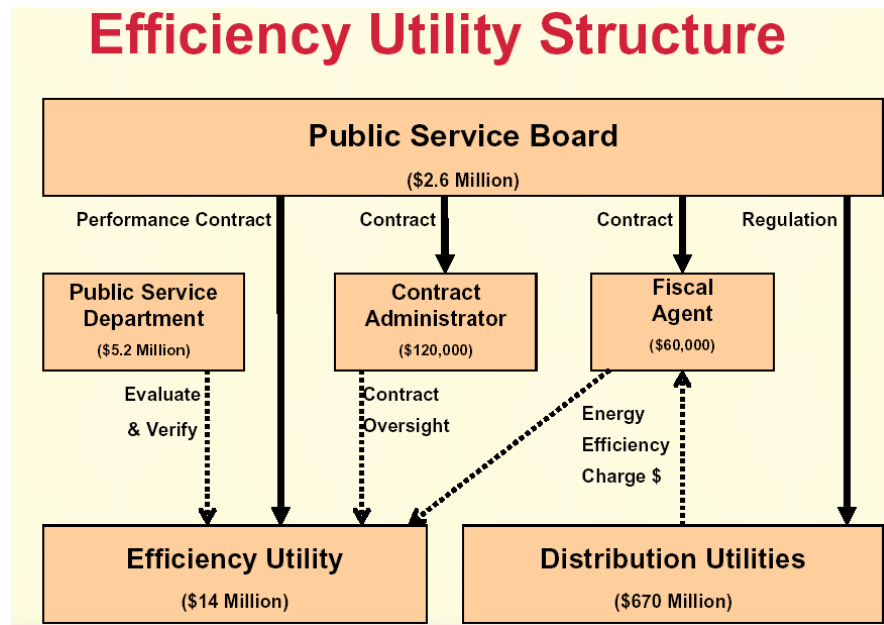 Efficiency Utility Structure
Public Service Board
($2.6 Million)
Performance Contract
Contract
Contract
Regulation
Public Service
Department
($5.2 Million)
Contract
Administrator
($120,000)
Fiscal
Agent
($60,000)
Evaluate
& Verify
Contract
Oversight
Energy
Efficiency
Charge $
Efficiency Utility
($14 Million)
Distribution Utilities
($670 Million)